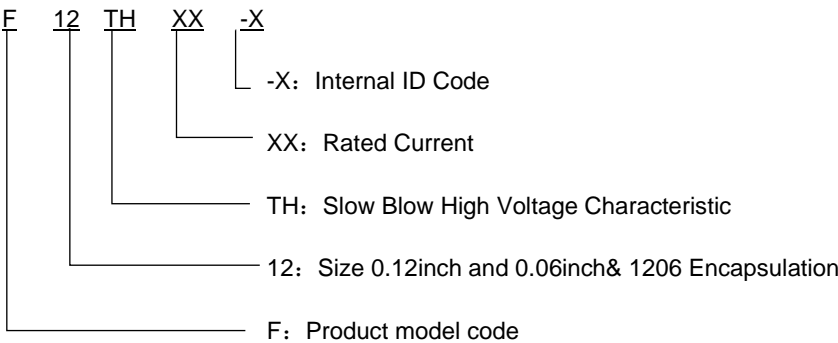 F 12 TH XX -X
-X：Internal ID Code
XX：Rated Current
TH：Slow Blow High Voltage Characteristic
12：Size 0.12inch and 0.06inch& 1206 Encapsulation
F：Product model code